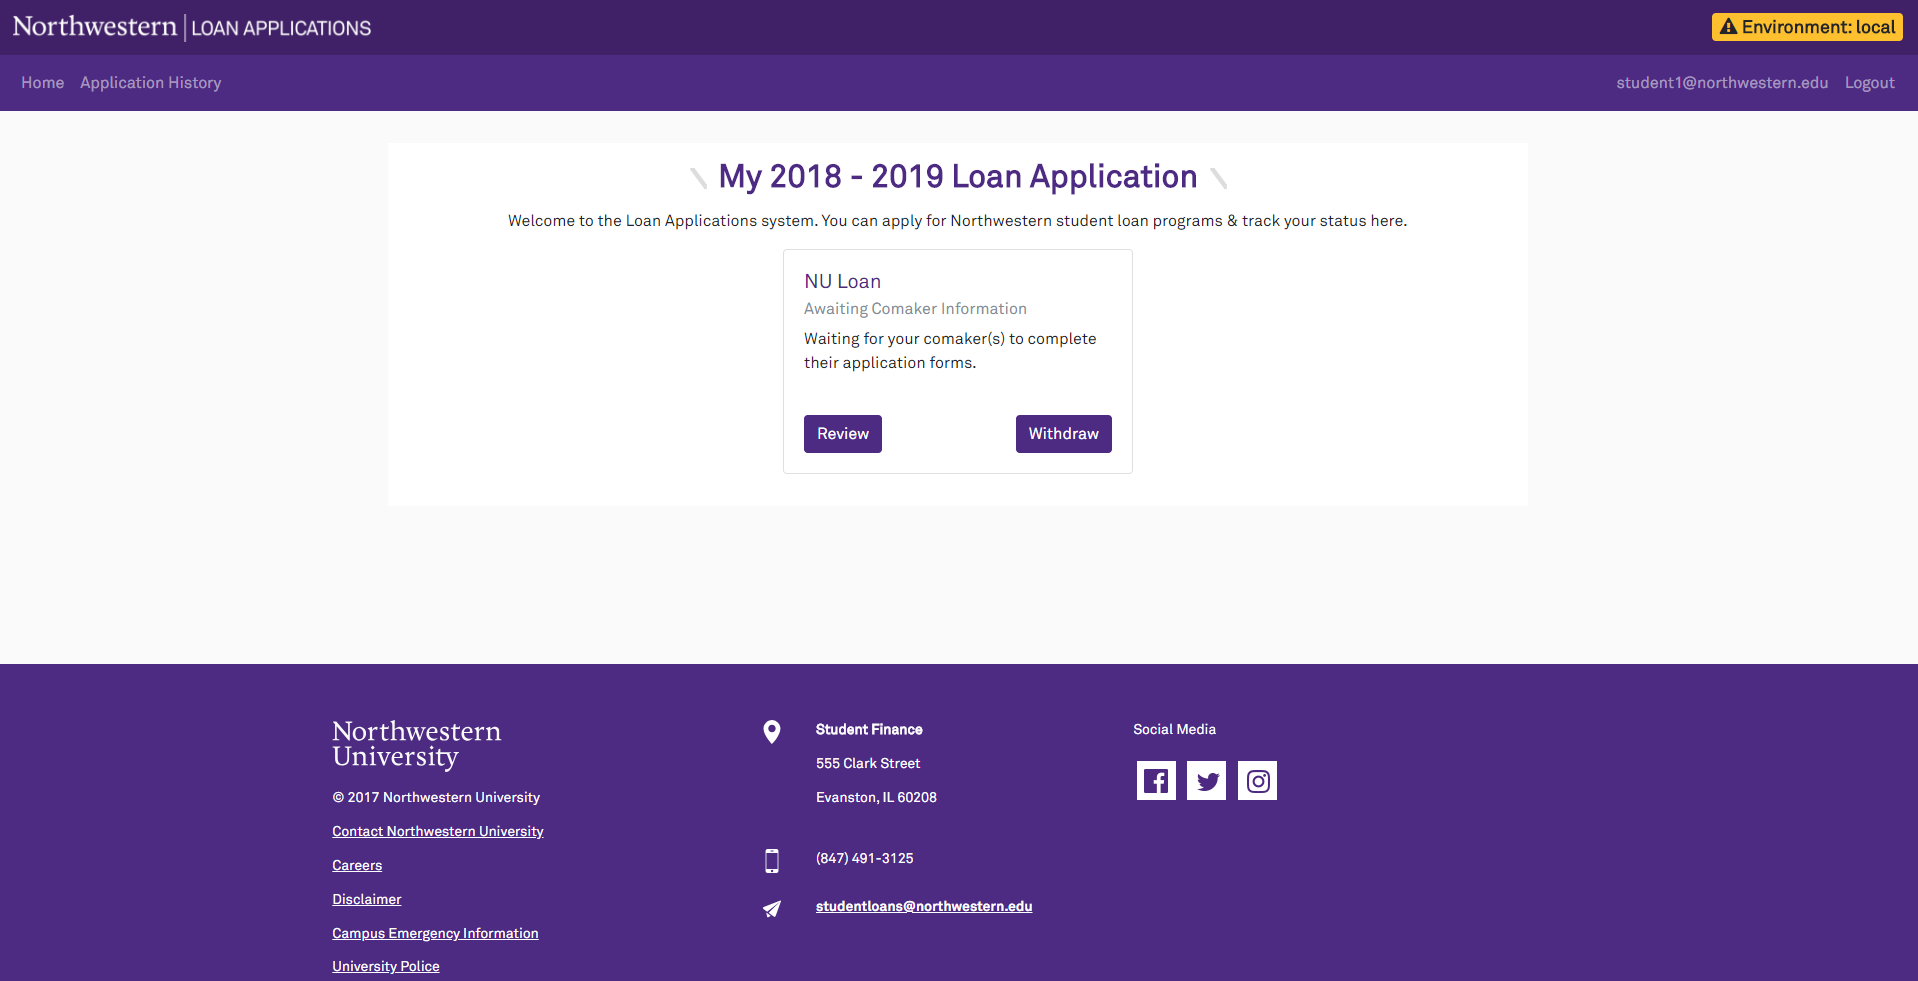 Northwestern | LOAN APPLICATIONS
Environment: local
Home Application History
student1@northwestern.edu Logout
My 2018 - 2019 Loan Application
Welcome to the Loan Applications system. You can apply for Northwestern student loan programs & track your status here.
NU Loan
Awaiting Comaker Information
Waiting for your comaker(s) to complete
their application forms.
Review
Withdraw
Northwestern
University
© 2017 Northwestern University
Contact Northwestern University
Careers
Disclaimer
Campus Emergency Information
University Police
Student Finance
555 Clark Street
Evanston, IL 60208
(847) 491-3125
studentloans@northwestern.edu
Social Media